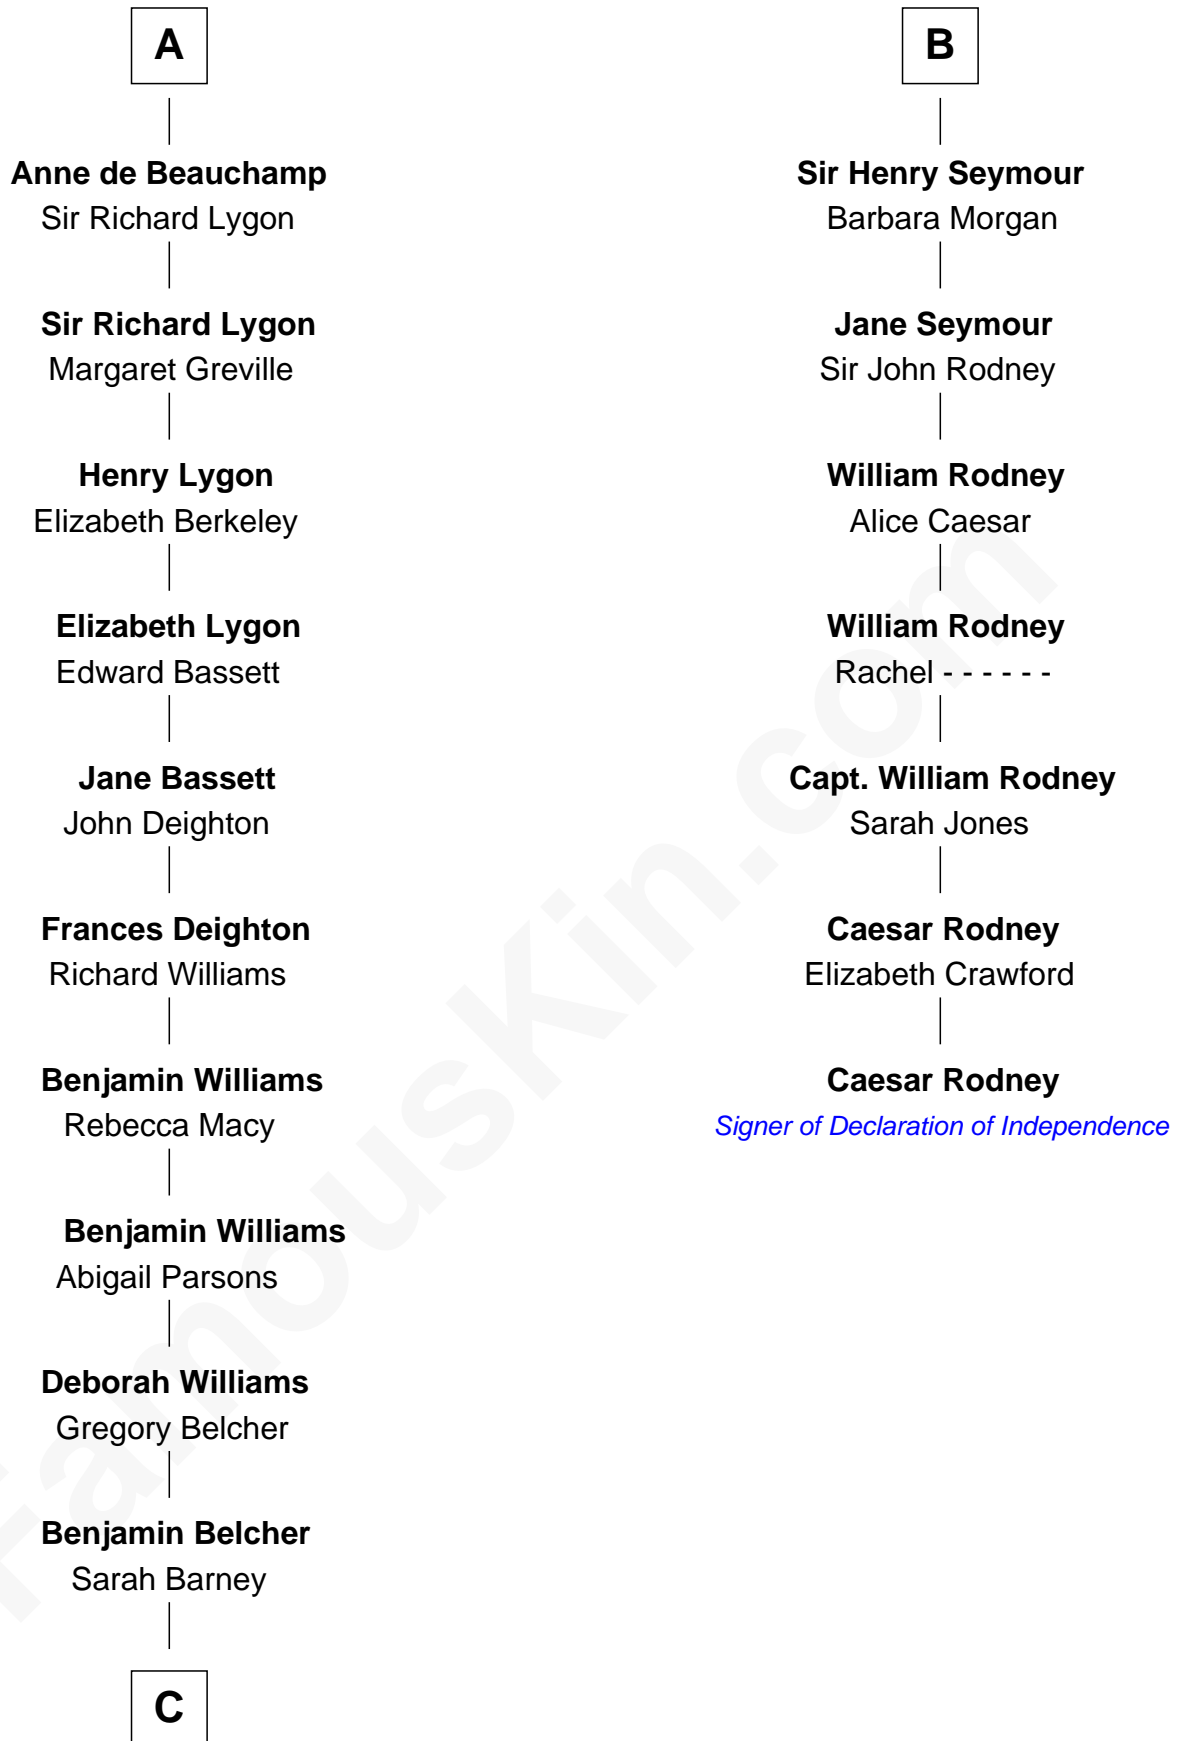 A
Anne de Beauchamp
Sir Richard Lygon
Sir Richard Lygon
Margaret Greville
Henry Lygon
Elizabeth Berkeley
Elizabeth Lygon
Edward Bassett
Jane Bassett
John Deighton
Frances Deighton
Richard Williams
Benjamin Williams
Rebecca Macy
Benjamin Williams
Abigail Parsons
Deborah Williams
Gregory Belcher
Benjamin Belcher
Sarah Barney
C
B
Sir Henry Seymour
Barbara Morgan
Jane Seymour
Sir John Rodney
William Rodney
Alice Caesar
William Rodney
Rachel - - - - - -
Capt. William Rodney
Sarah Jones
Caesar Rodney
Elizabeth Crawford
Caesar Rodney
Signer of Declaration of Independence
FamousKin.com